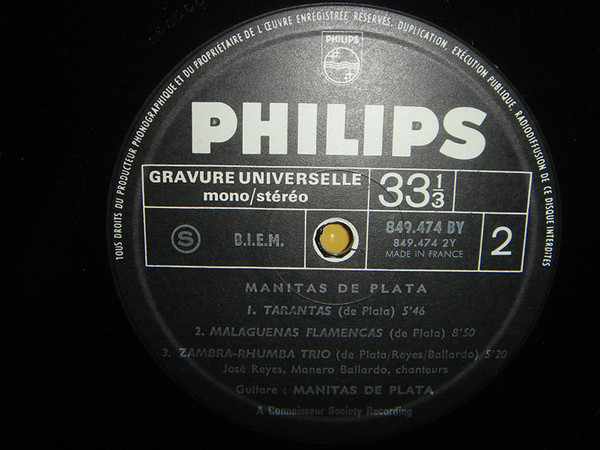 TOUS DROITS DU PRODUCTEUR PHONOGRAPHIQUE ET DU PROPRIÉTAIRE DE L'ŒUVRE ENREGISTRÉE RÉSERVÉS. DUPLICATION, EXÉCUTION PUBLIQUE, RADIODIFFUSION DE CE DISQUE INTERDITES
PHILIPS
PHILIPS
GRAVURE UNIVERSELLE
mono/stéréo
33 1/3
S
B.I.E.M.
849.474 BY
849.474 2Y
MADE IN FRANCE
2
MANITAS DE PLATA
1. TARANTAS (de Plata) 5'46
2. MALAGUENAS FLAMENCAS (de Plata) 8'50
3. ZAMBRA-RHUMBA TRIO (de Plata/Reyes/Ballardo) 5'20
José Reyes, Manero Ballardo, chanteurs
Guitare : MANITAS DE PLATA
A Connoisseur Society Recording